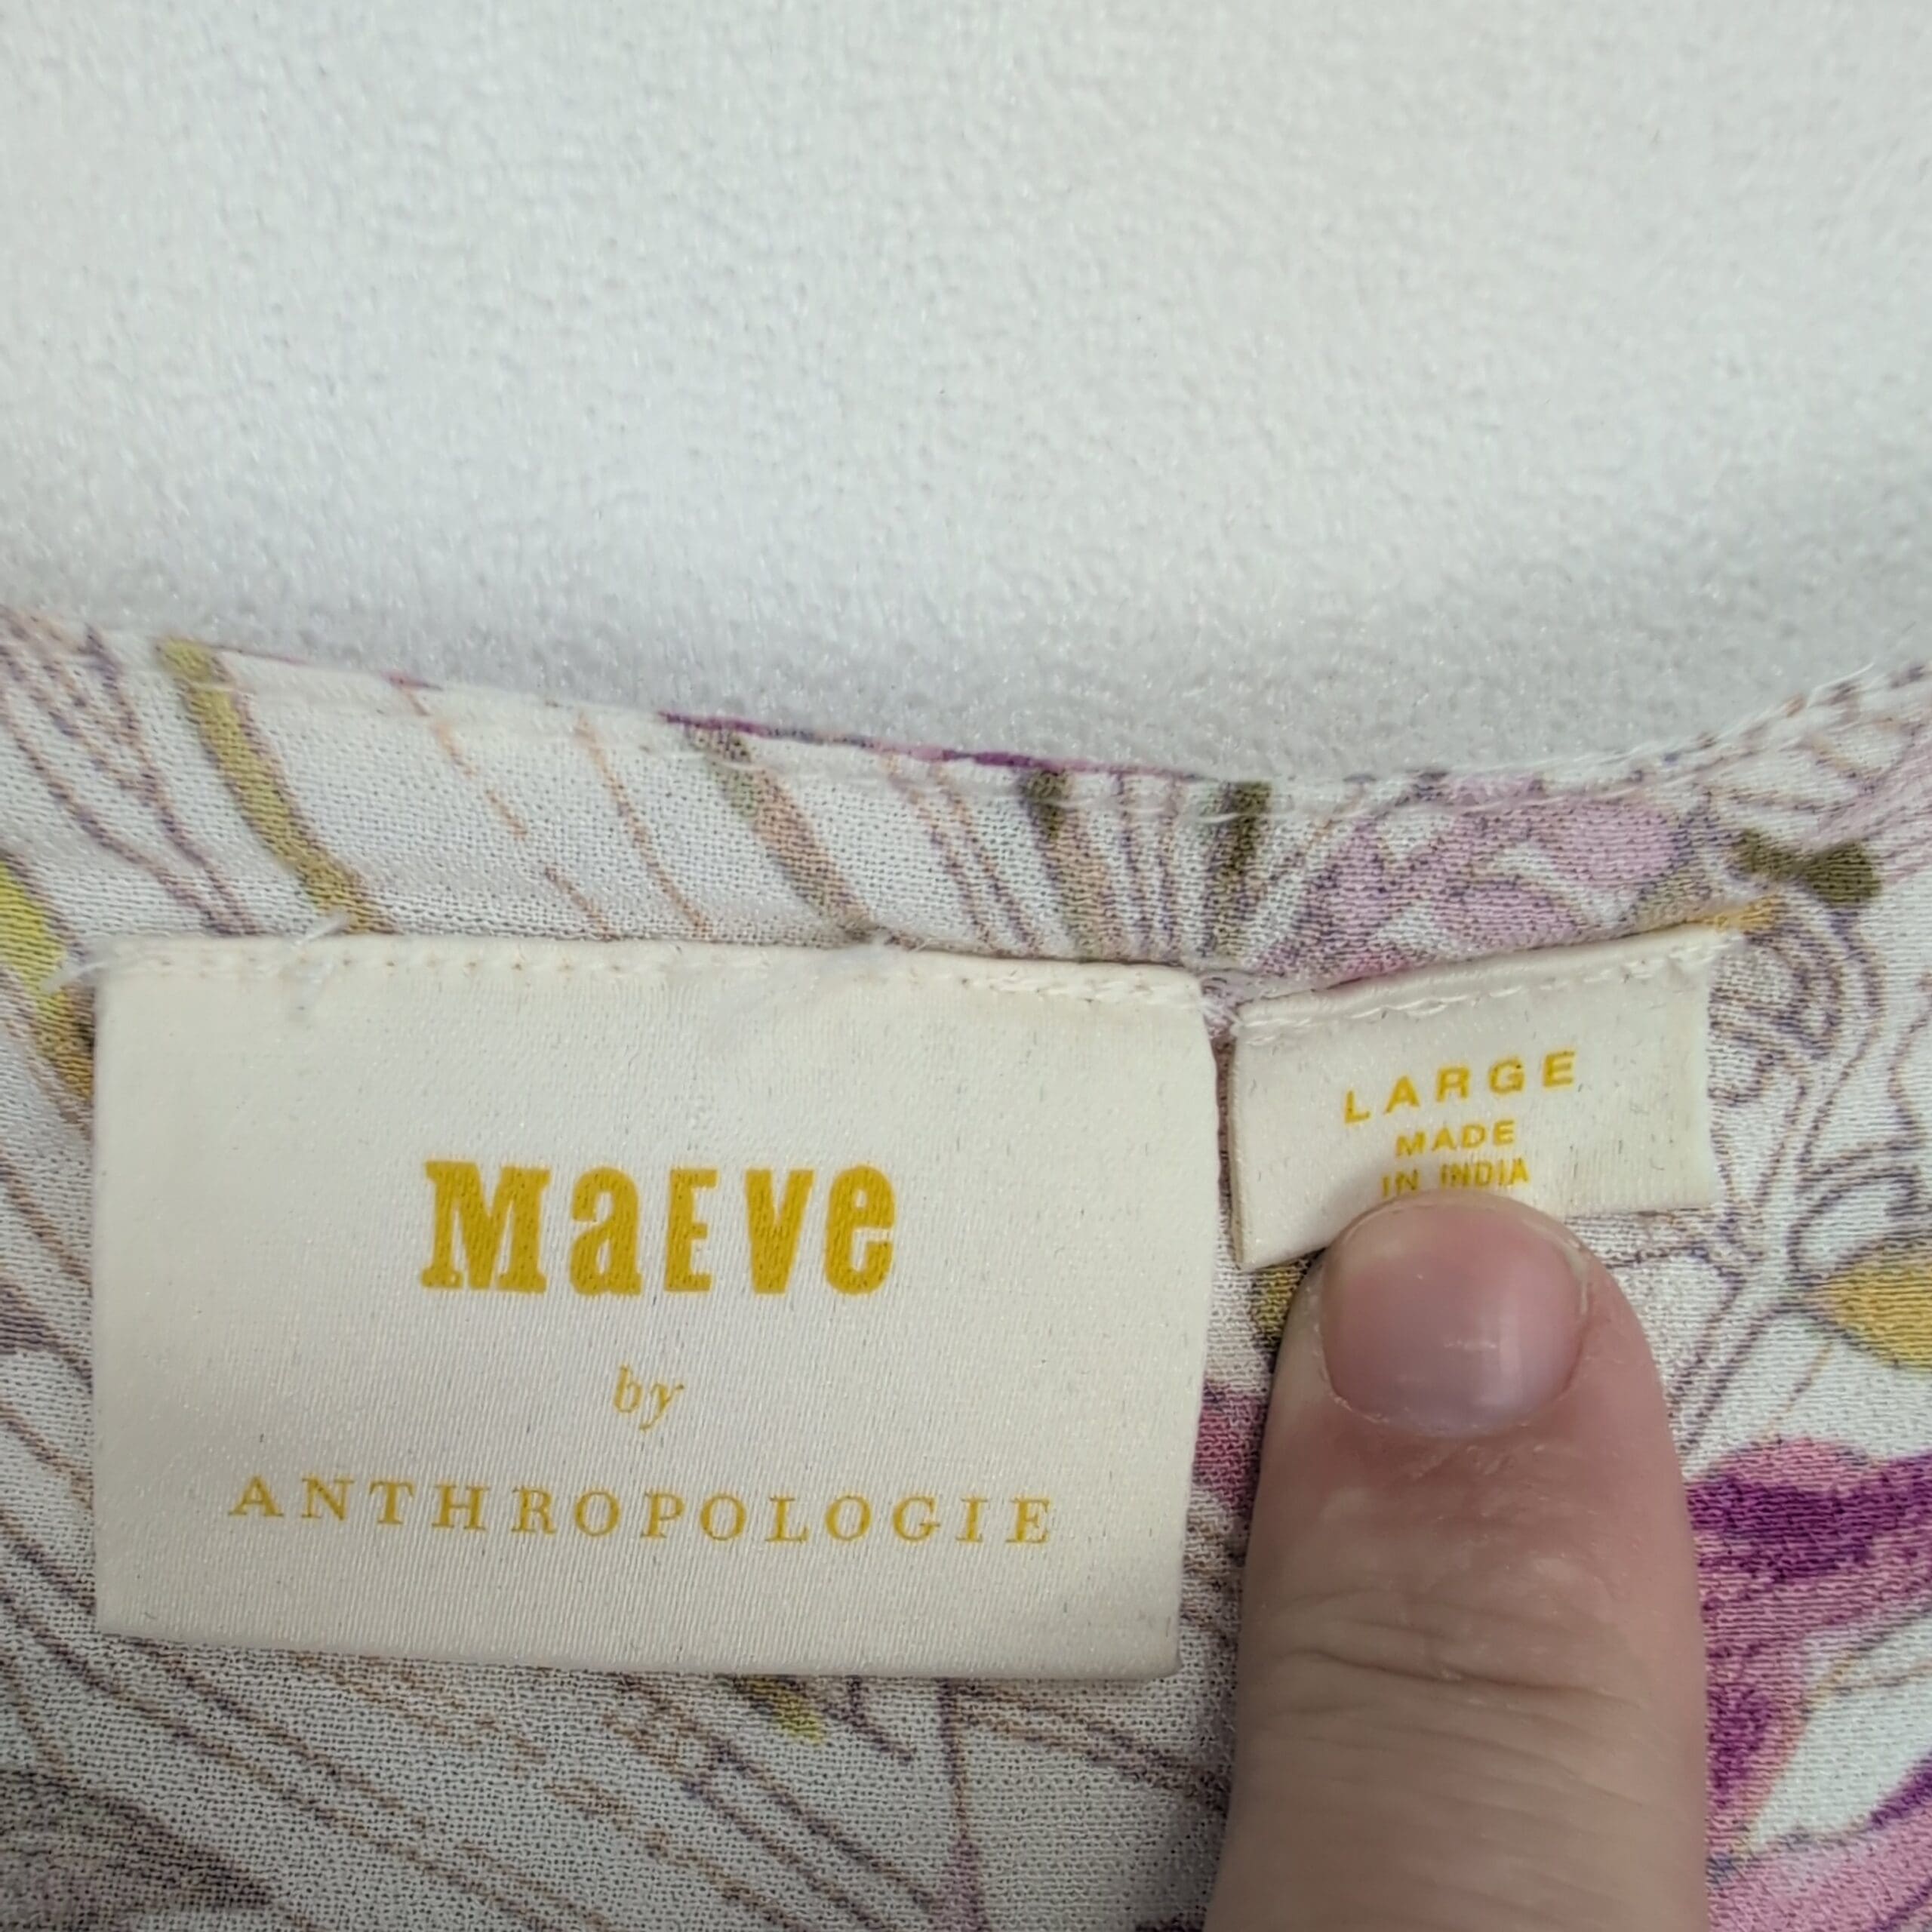 MaEVe
by
ANTHROPOLOGIE
LARGE
MADE
IN INDIA